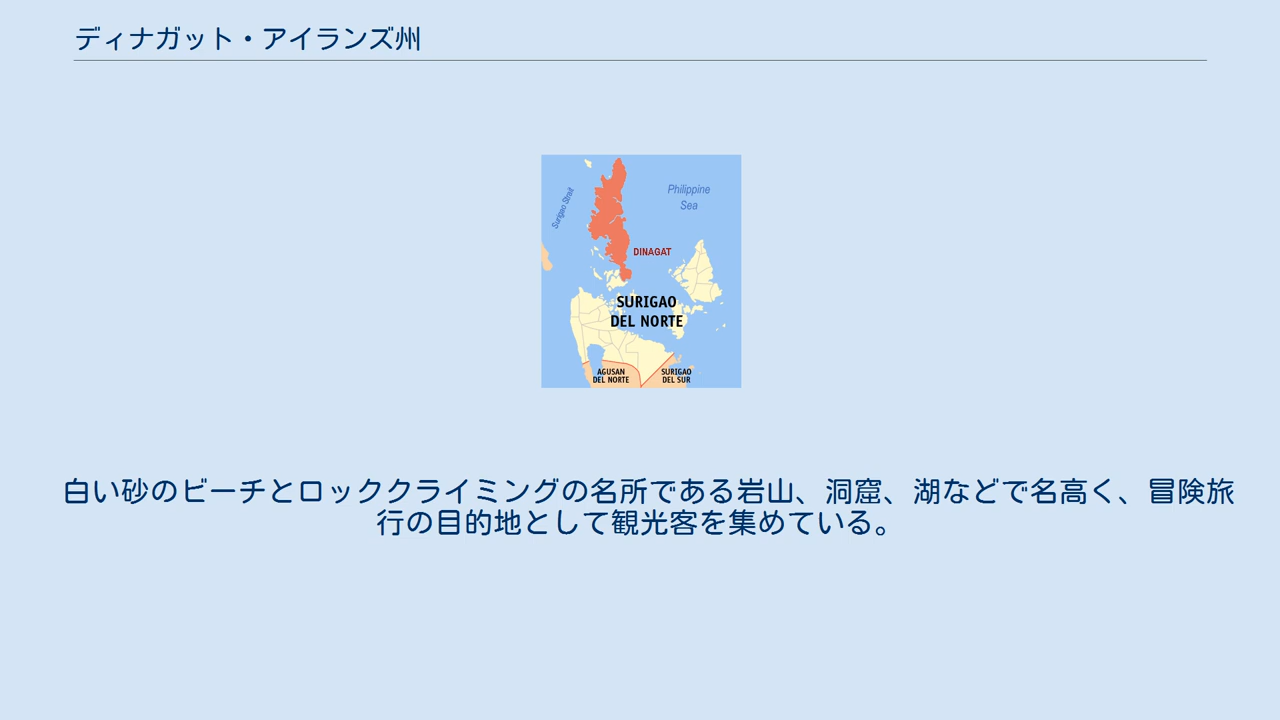 ディナガット・アイランズ州
Surigao Strait
Philippine
Sea
DINAGAT
SURIGAO
DEL NORTE
AGUSAN
DEL NORTE
SURIGAO
DEL SUR
白い砂のビーチとロッククライミングの名所である岩山、洞窟、湖などで名高く、冒険旅
行の目的地として観光客を集めている。